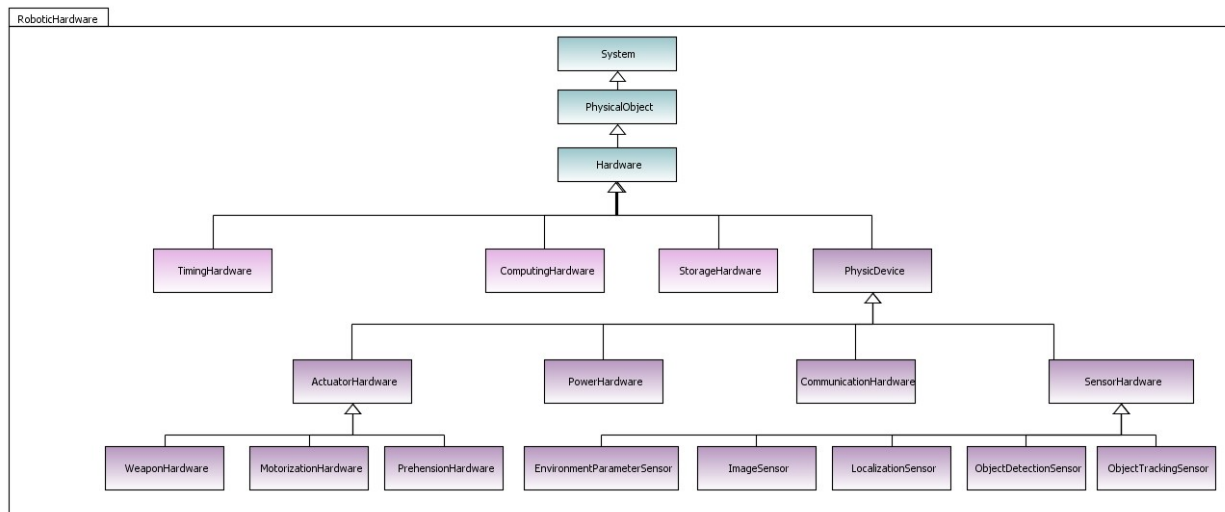 RoboticHardware
System
PhysicalObject
Hardware
TimingHardware
ComputingHardware
StorageHardware
PhysicDevice
ActuatorHardware
PowerHardware
CommunicationHardware
SensorHardware
WeaponHardware
MotorizationHardware
PrehensionHardware
EnvironmentParameterSensor
ImageSensor
LocalizationSensor
ObjectDetectionSensor
ObjectTrackingSensor